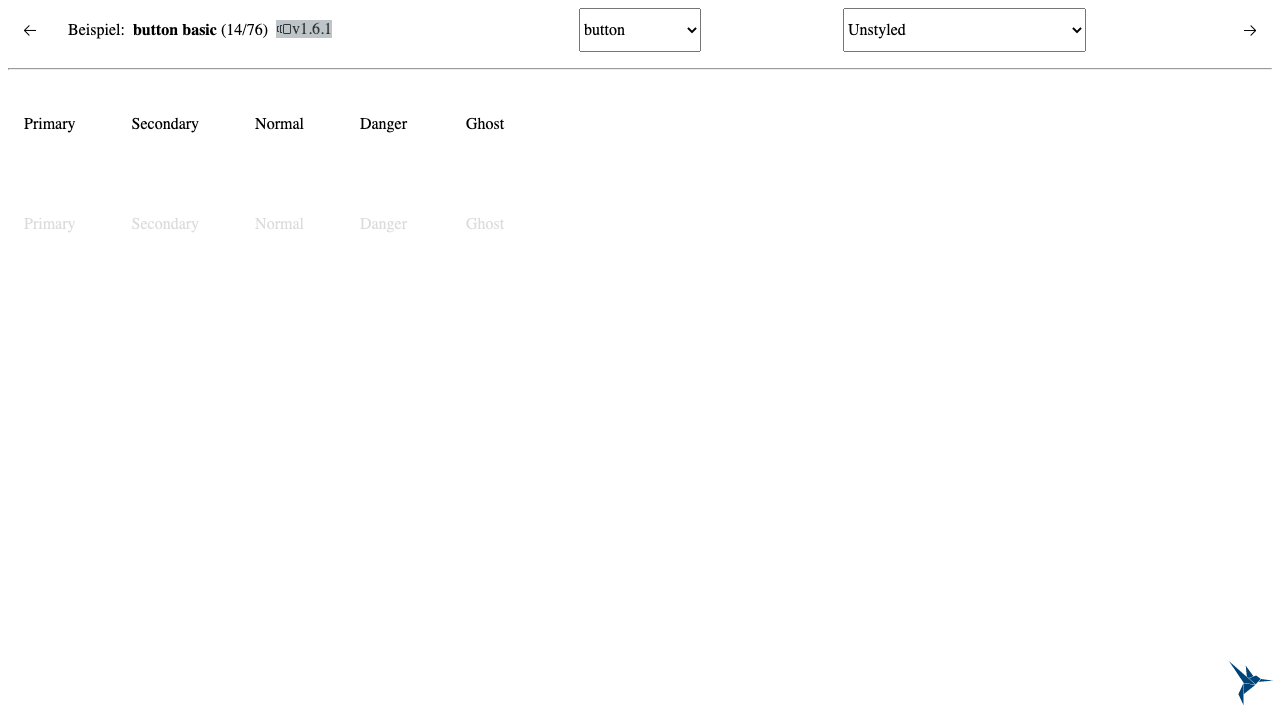 Beispiel: button basic (14/76) v1.6.1 button Unstyled
Primary Secondary Normal Danger Ghost
Primary Secondary Normal Danger Ghost